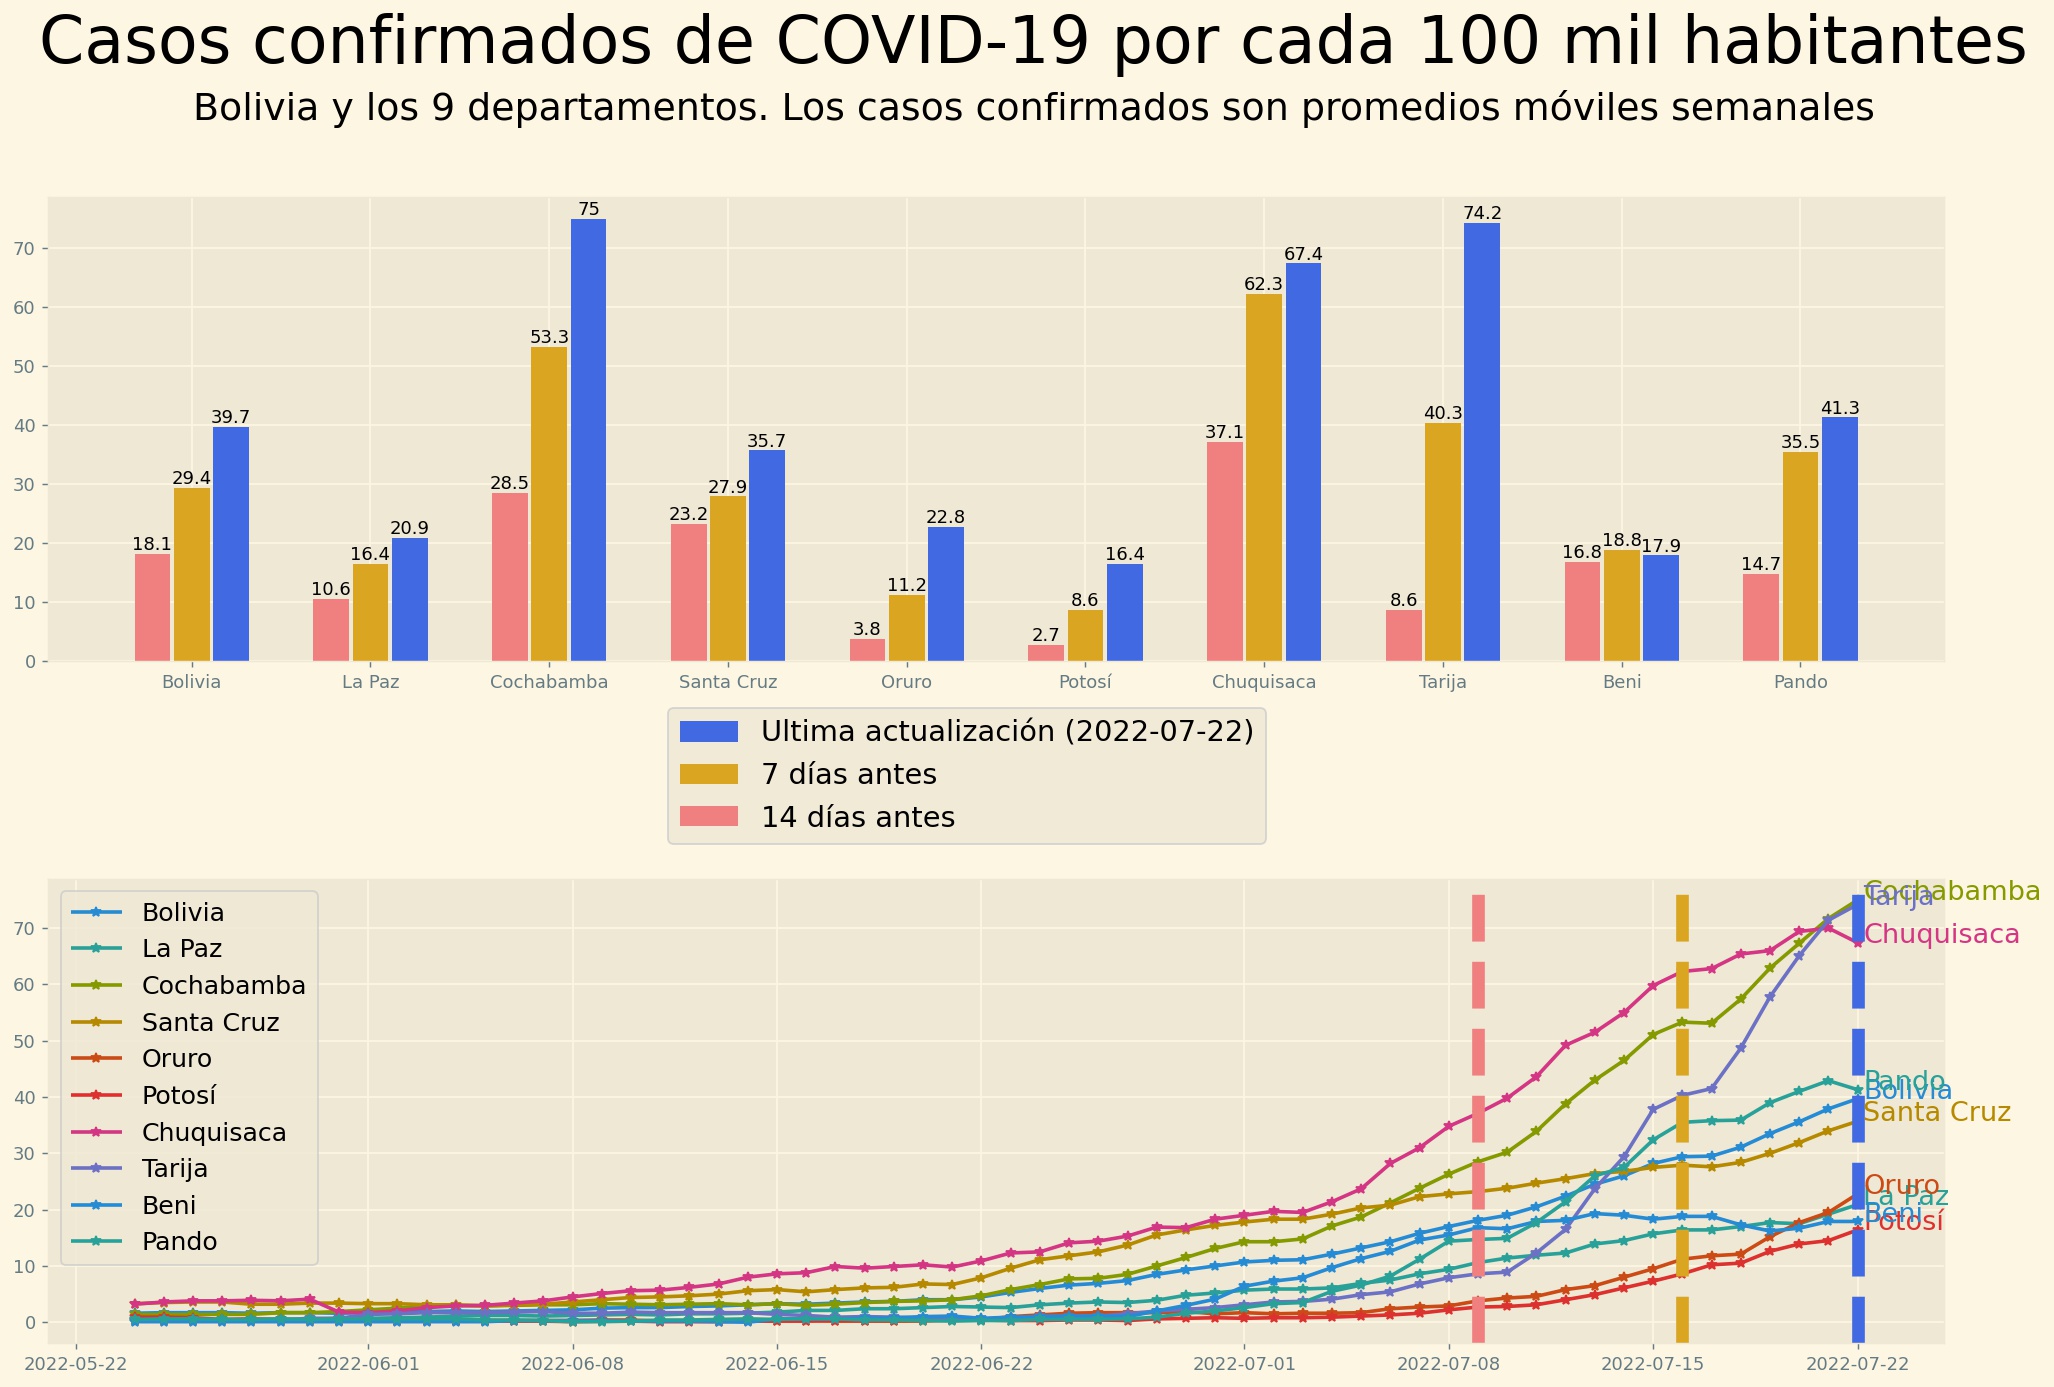 Casos confirmados de COVID-19 por cada 100 mil habitantes
Bolivia y los 9 departamentos. Los casos confirmados son promedios móviles semanales
70
60
50
40
30
20
10
0
18.1 29.4 39.7
10.6 16.4 20.9
28.5 53.3 75
23.2 27.9 35.7
3.8 11.2 22.8
2.7 8.6 16.4
37.1 62.3 67.4
8.6 40.3 74.2
16.8 18.8 17.9
14.7 35.5 41.3
Bolivia La Paz Cochabamba Santa Cruz Oruro Potosí Chuquisaca Tarija Beni Pando
Ultima actualización (2022-07-22)
7 días antes
14 días antes
70
60
50
40
30
20
10
0
Bolivia
La Paz
Cochabamba
Santa Cruz
Oruro
Potosí
Chuquisaca
Tarija
Beni
Pando
Cochabamba
Tarija
Chuquisaca
Pando
Bolivia
Santa Cruz
Oruro
La Paz
Beni
Potosí
2022-05-22 2022-06-01 2022-06-08 2022-06-15 2022-06-22 2022-07-01 2022-07-08 2022-07-15 2022-07-22